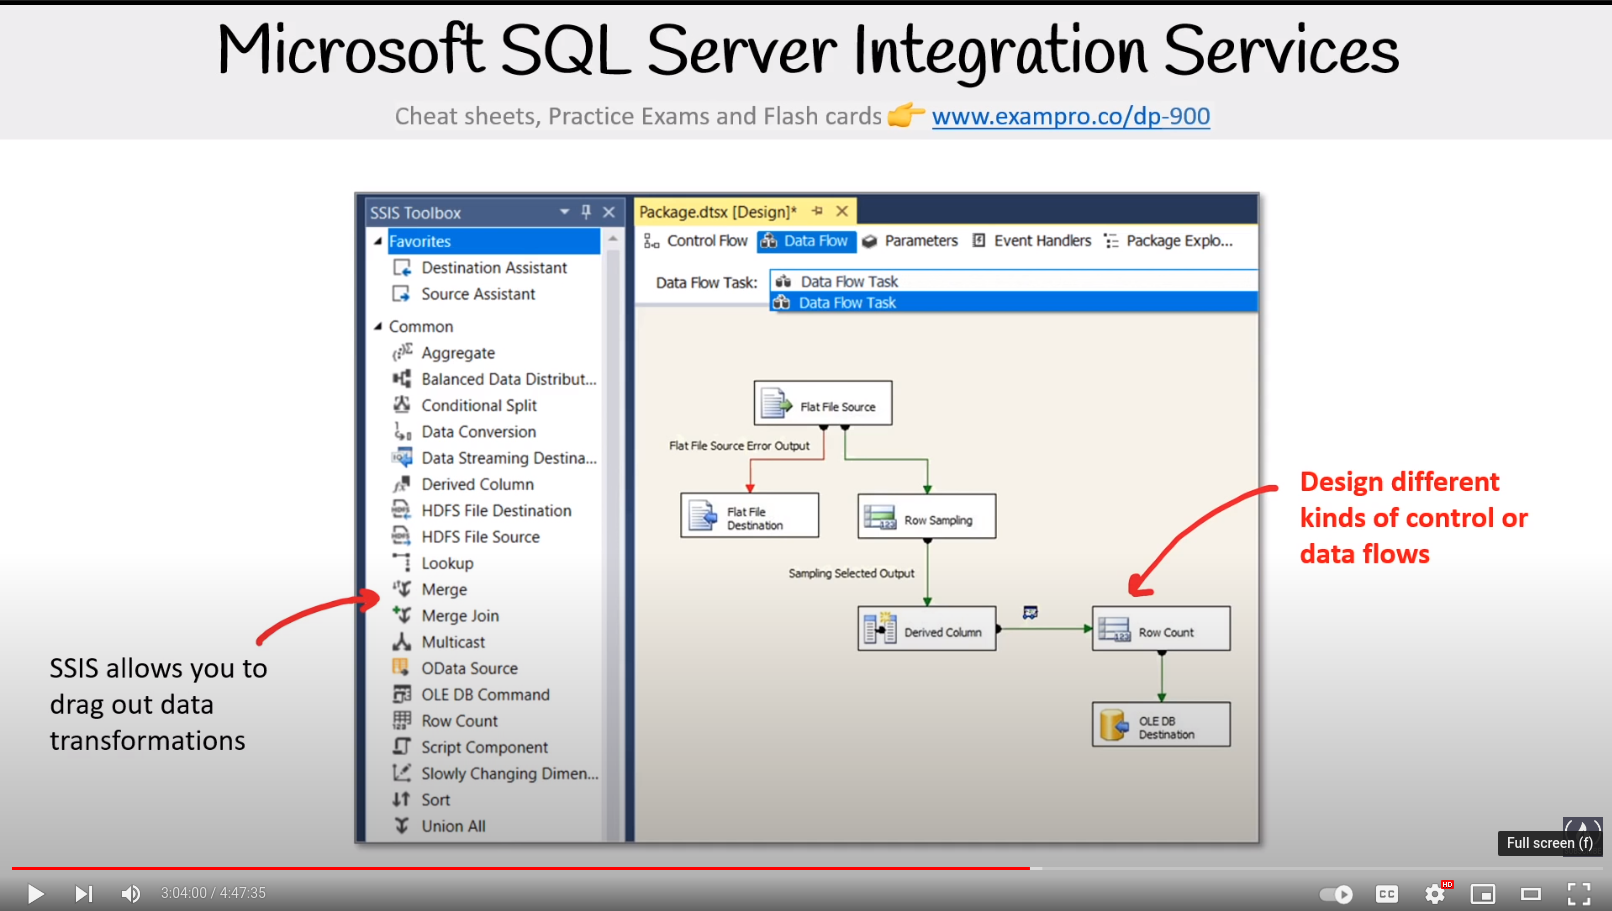 Microsoft SQL Server Integration Services
Cheat sheets, Practice Exams and Flash cards 👉 www.exampro.co/dp-900
SSIS Toolbox
Favorites
Destination Assistant
Source Assistant
Common
Aggregate
Balanced Data Distribut...
Conditional Split
Data Conversion
Data Streaming Destina...
Derived Column
HDFS File Destination
HDFS File Source
Lookup
Merge
Merge Join
Multicast
OData Source
OLE DB Command
Row Count
Script Component
Slowly Changing Dimen...
Sort
Union All
Package.dtsx [Design]*
Control Flow Data Flow Parameters Event Handlers Package Explo...
Data Flow Task: Data Flow Task
Data Flow Task
Flat File Source
Flat File Source Error Output
Flat File
Destination
Row Sampling
Sampling Selected Output
Derived Column
Row Count
OLE DB
Destination
Design different
kinds of control or
data flows
SSIS allows you to
drag out data
transformations
Full screen (f)
3:04:00 / 4:47:35
CC
HD